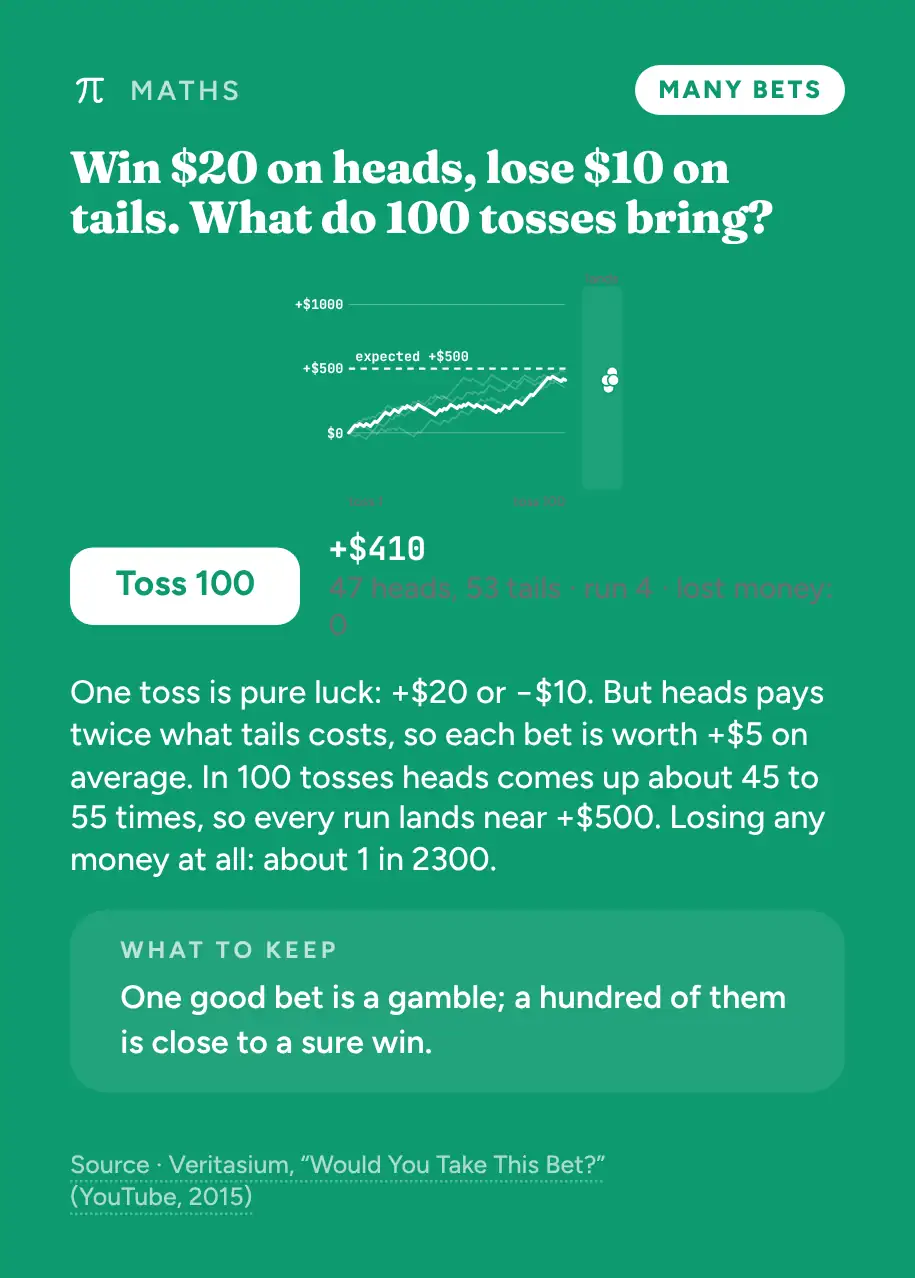 π MATHS
MANY BETS
Win $20 on heads, lose $10 on
tails. What do 100 tosses bring?
+$1000
expected +$500
+$500
$0
toss 100
+$410
Toss 100
47 heads, 53 tails · run 4 · lost money:
0
One toss is pure luck: +$20 or −$10. But heads pays
twice what tails costs, so each bet is worth +$5 on
average. In 100 tosses heads comes up about 45 to
55 times, so every run lands near +$500. Losing any
money at all: about 1 in 2300.
WHAT TO KEEP
One good bet is a gamble; a hundred of them
is close to a sure win.
Source · Veritasium, “Would You Take This Bet?”
(YouTube, 2015)